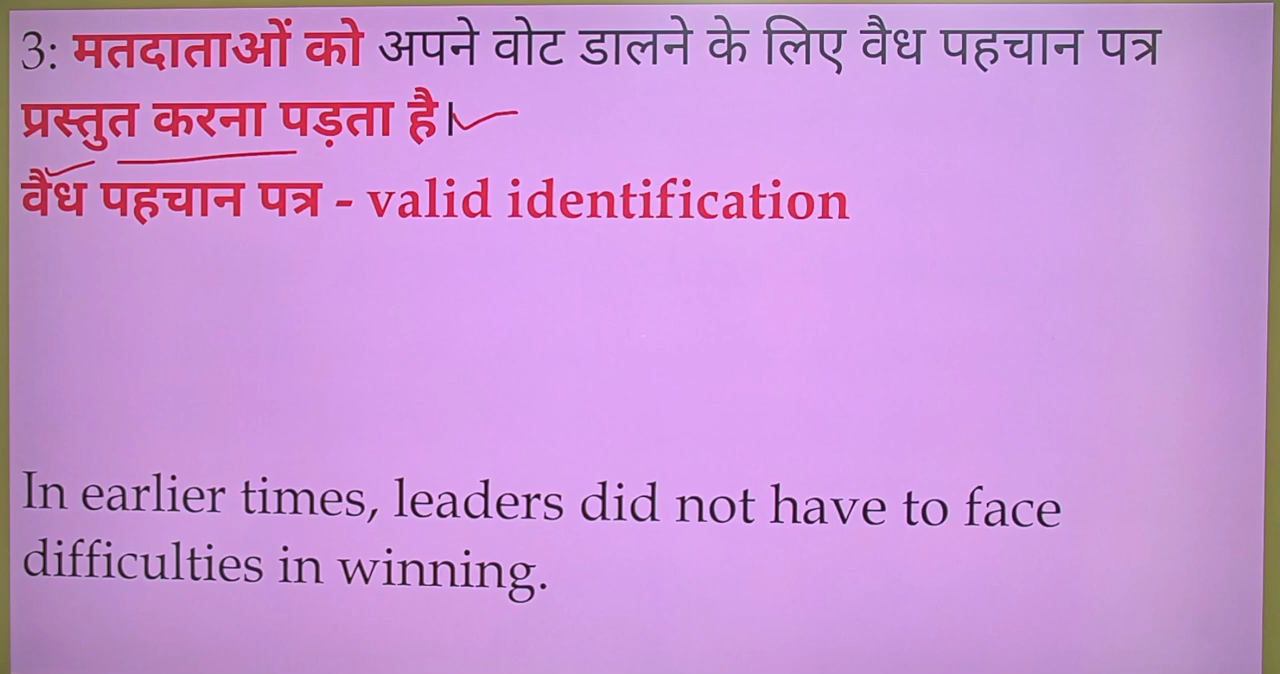 3: मतदाताओं को अपने वोट डालने के लिए वैध पहचान पत्र
प्रस्तुत करना पड़ता है।
वैध पहचान पत्र - valid identification
In earlier times, leaders did not have to face
difficulties in winning.